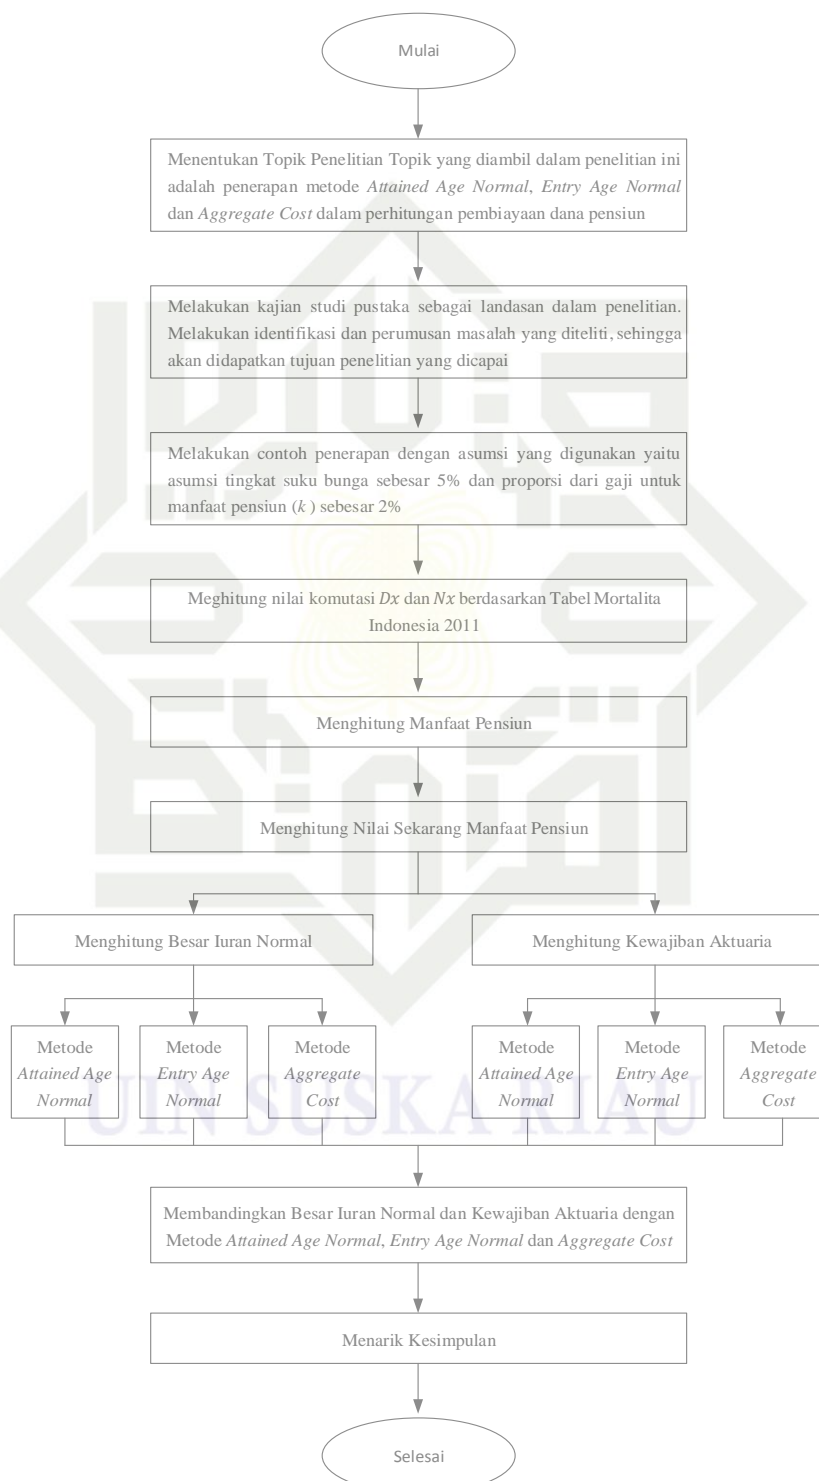 Mulai
Menentukan Topik Penelitian Topik yang diambil dalam penelitian ini
adalah penerapan metode Attained Age Normal, Entry Age Normal
dan Aggregate Cost dalam perhitungan pembiayaan dana pensiun
Melakukan kajian studi pustaka sebagai landasan dalam penelitian.
Melakukan identifikasi dan perumusan masalah yang diteliti, sehingga
akan didapatkan tujuan penelitian yang dicapai
Melakukan contoh penerapan dengan asumsi yang digunakan yaitu
asumsi tingkat suku bunga sebesar 5% dan proporsi dari gaji untuk
manfaat pensiun (k ) sebesar 2%
Meghitung nilai komutasi Dx dan Nx berdasarkan Tabel Mortalita
Indonesia 2011
Menghitung Manfaat Pensiun
Menghitung Nilai Sekarang Manfaat Pensiun
Menghitung Besar Iuran Normal
Menghitung Kewajiban Aktuaria
Metode
Attained Age
Normal
Metode
Entry Age
Normal
Metode
Aggregate
Cost
Metode
Attained Age
Normal
Metode
Entry Age
Normal
Metode
Aggregate
Cost
UIN SUSKA RIAU
Membandingkan Besar Iuran Normal dan Kewajiban Aktuaria dengan
Metode Attained Age Normal, Entry Age Normal dan Aggregate Cost
Menarik Kesimpulan
Selesai